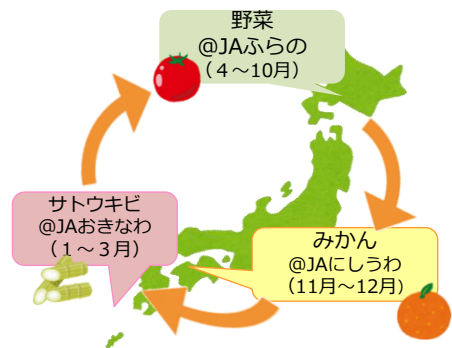 野菜
@JAふらの
（４～10月）
サトウキビ
@JAおきなわ
（１～３月）
みかん
@JAにしうわ
（11月～12月）